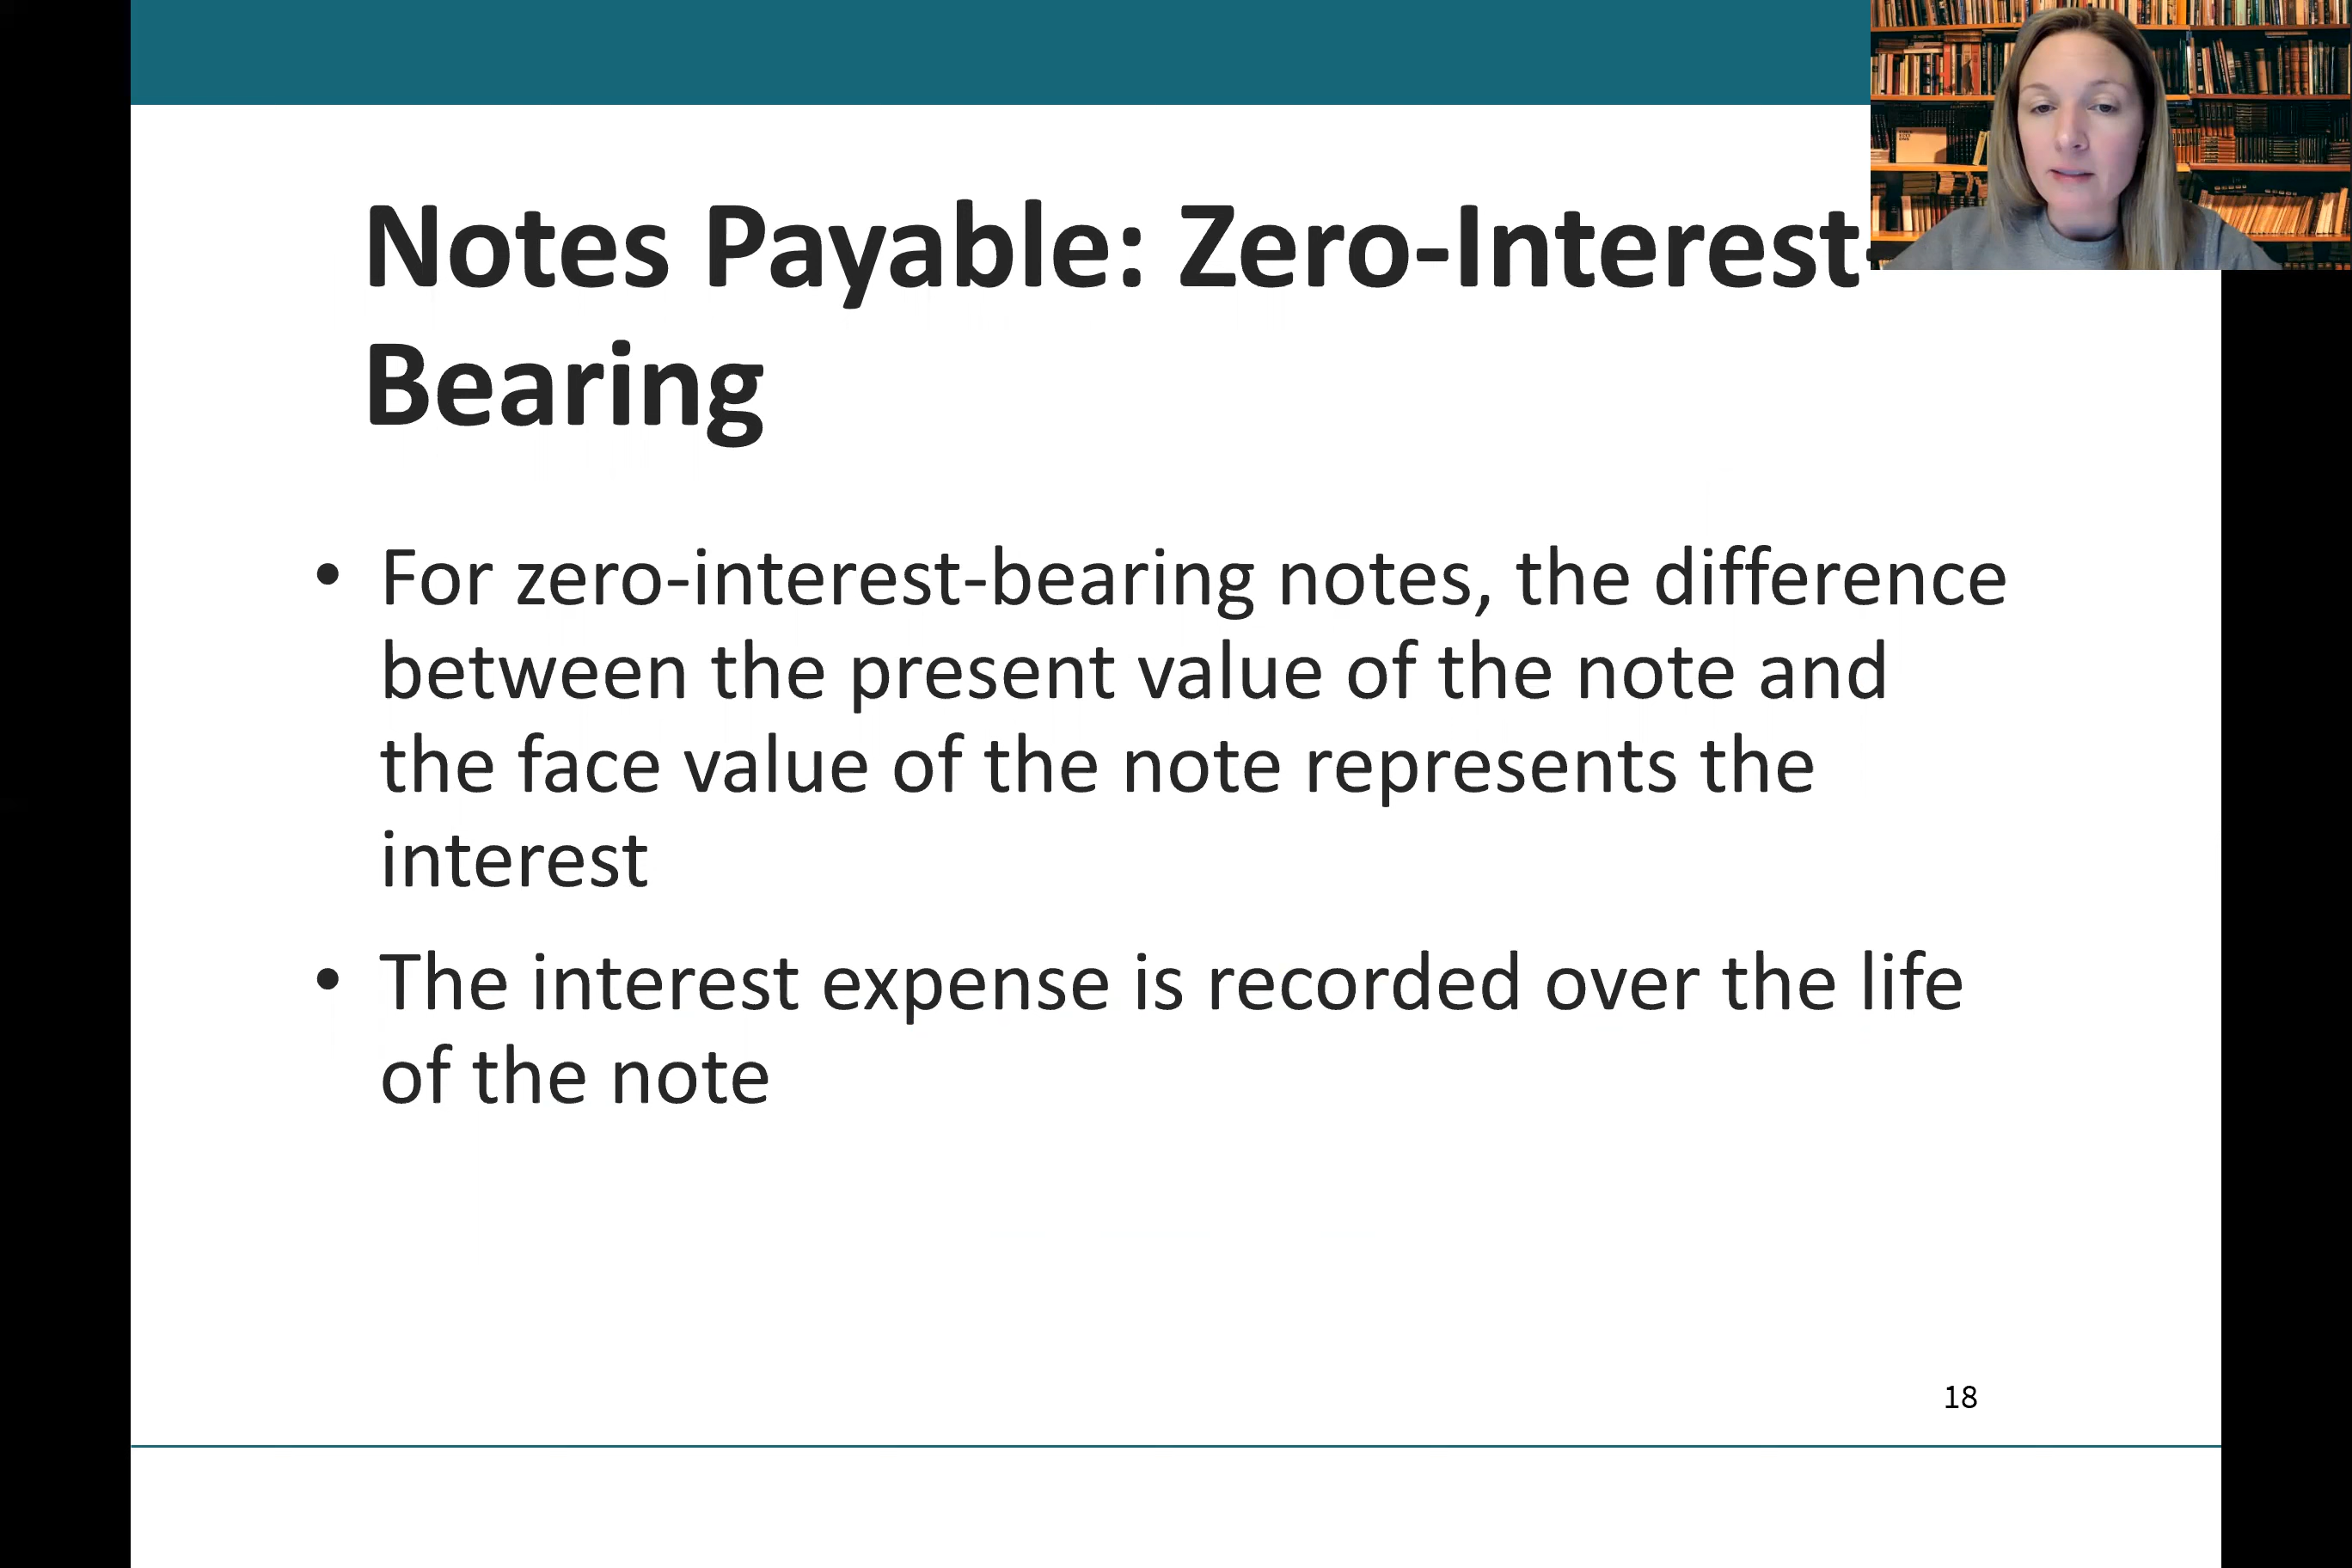 Notes Payable: Zero-Interest-
Bearing
• For zero-interest-bearing notes, the difference
between the present value of the note and
the face value of the note represents the
interest
• The interest expense is recorded over the life
of the note
18